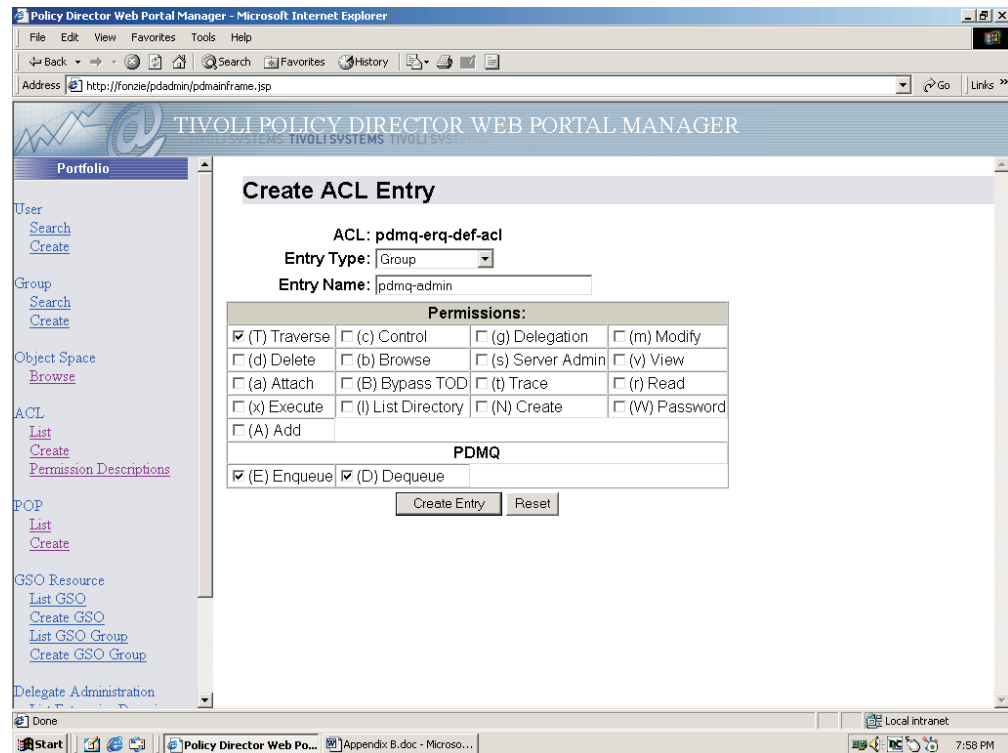 Policy Director Web Portal Manager - Microsoft Internet Explorer
File Edit View Favorites Tools Help
Back Search Favorites History
Address http://fonzie/pdadmin/pdmainframe.jsp Go Links »
TIVOLI POLICY DIRECTOR WEB PORTAL MANAGER
TIVOLI SYSTEMS TIVOLI SYSTEMS TIVOLI SYSTE
Portfolio
User
Search
Create
Group
Search
Create
Object Space
Browse
ACL
List
Create
Permission Descriptions
POP
List
Create
GSO Resource
List GSO
Create GSO
List GSO Group
Create GSO Group
Delegate Administration
Create ACL Entry
ACL: pdmq-erq-def-acl
Entry Type: Group
Entry Name: pdmq-admin
Permissions:
(T) Traverse (c) Control (g) Delegation (m) Modify
(d) Delete (b) Browse (s) Server Admin (v) View
(a) Attach (B) Bypass TOD (t) Trace (r) Read
(x) Execute (l) List Directory (N) Create (W) Password
(A) Add
PDMQ
(E) Enqueue (D) Dequeue
Create Entry Reset
Done Local intranet
Start Policy Director Web Po... Appendix B.doc - Microso... 7:58 PM